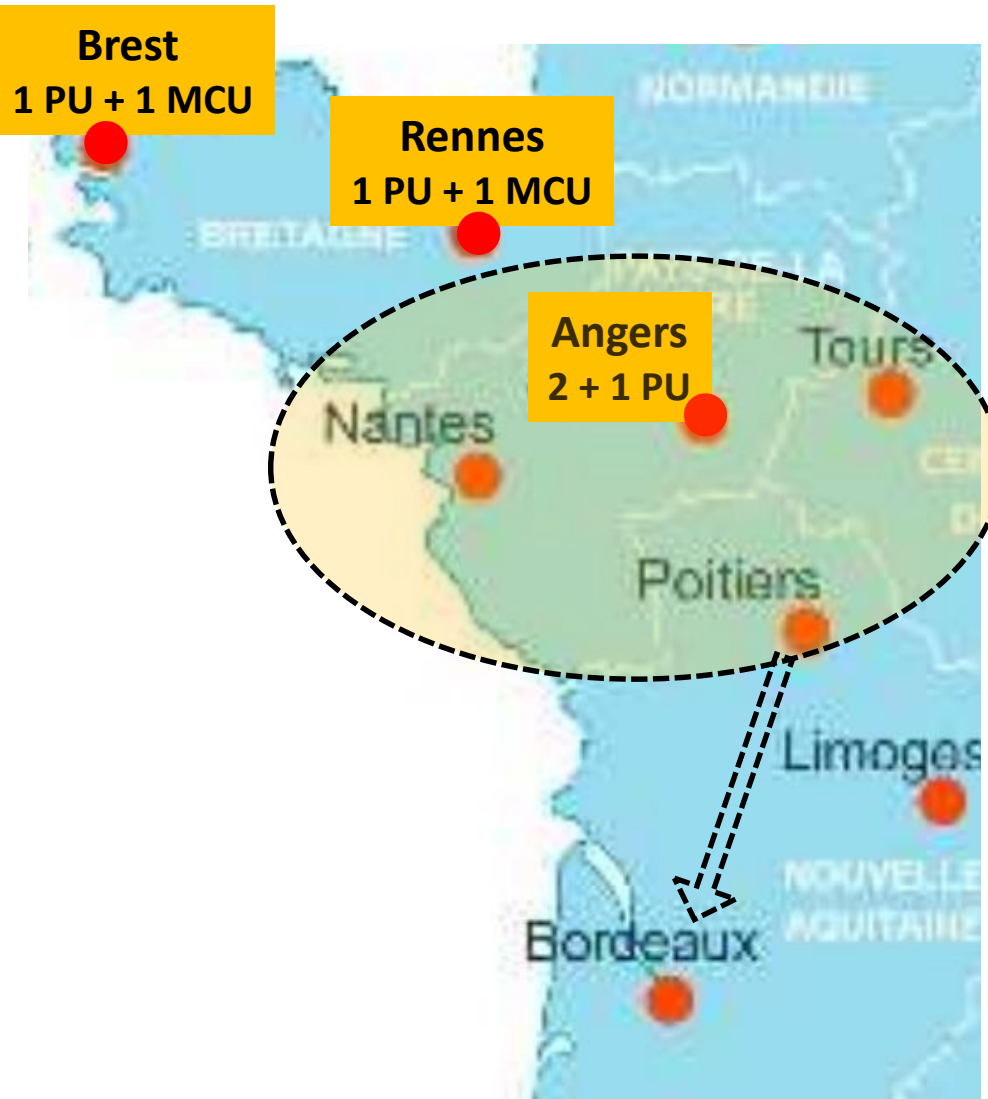 Brest
1 PU + 1 MCU
NORMANDIE
Rennes
1 PU + 1 MCU
BRETAGNE
Angers
2 + 1 PU
Tours
Nantes
Poitiers
Limoges
NOUVELLE
AQUITAINE
Bordeaux